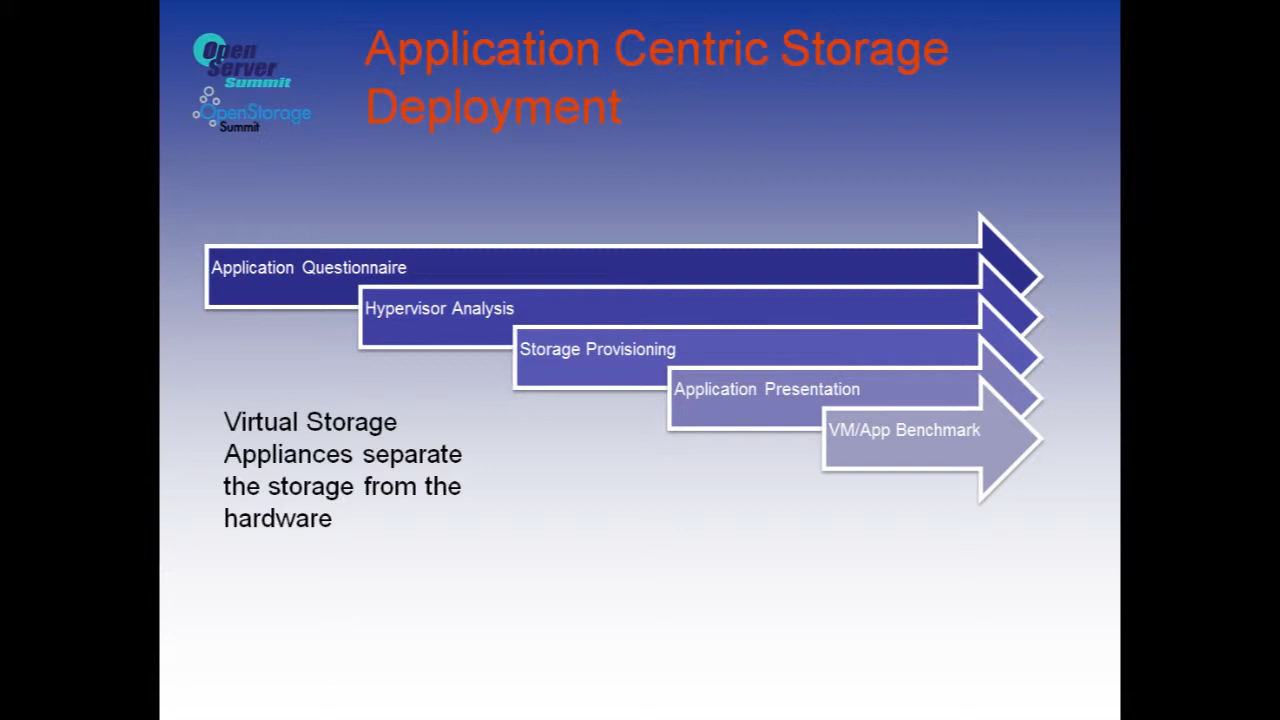 Open
Server
Summit
OpenStorage
Summit
Application Centric Storage
Deployment
Application Questionnaire
Hypervisor Analysis
Storage Provisioning
Application Presentation
VM/App Benchmark
Virtual Storage
Appliances separate
the storage from the
hardware